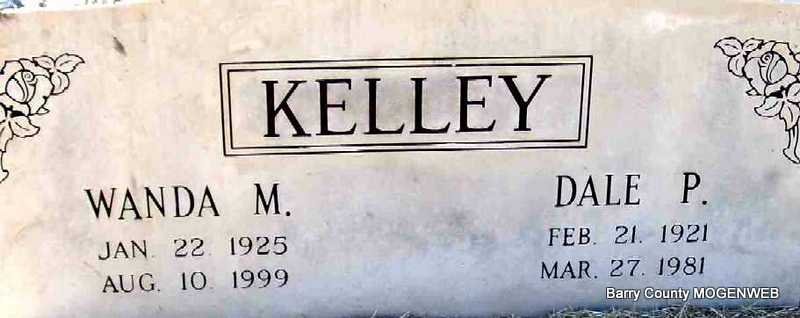 KELLEY
WANDA M.
JAN. 22 1925
AUG. 10 1999
DALE P.
FEB. 21. 1921
MAR. 27. 1981
Barry County MOGENWEB